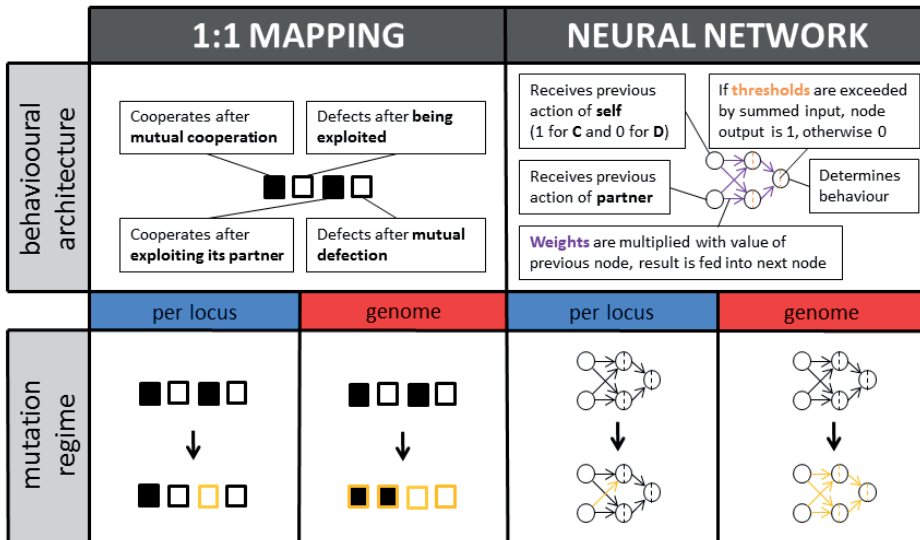 1:1 MAPPING
NEURAL NETWORK
behavioural
architecture
Cooperates after
mutual cooperation
Defects after being
exploited
Cooperates after
exploiting its partner
Defects after mutual
defection
Receives previous
action of self
(1 for C and 0 for D)
If thresholds are exceeded
by summed input, node
output is 1, otherwise 0
Receives previous
action of partner
Determines
behaviour
Weights are multiplied with value of
previous node, result is fed into next node
per locus
genome
per locus
genome
mutation
regime